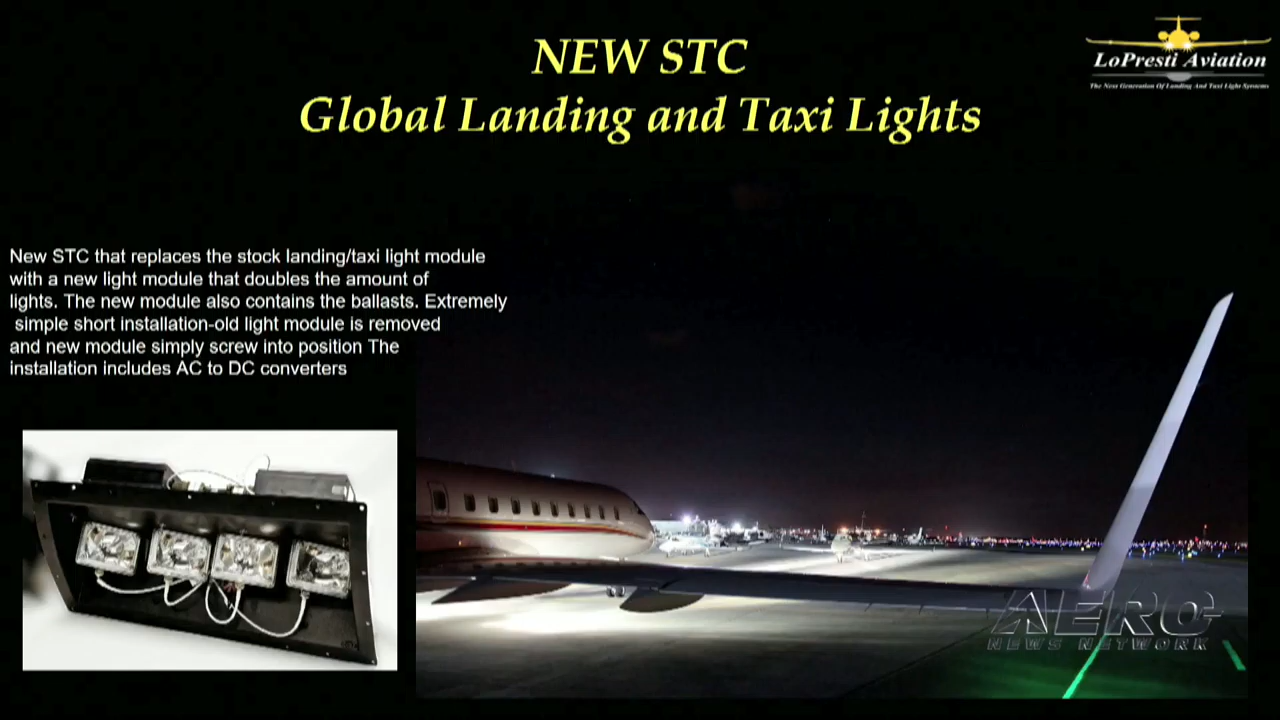 NEW STC
Global Landing and Taxi Lights
LoPresti Aviation
The Next Generation Of Landing And Taxi Light Systems
New STC that replaces the stock landing/taxi light module
with a new light module that doubles the amount of
lights. The new module also contains the ballasts. Extremely
simple short installation-old light module is removed
and new module simply screw into position The
installation includes AC to DC converters
AERO
NEWS NETWORK